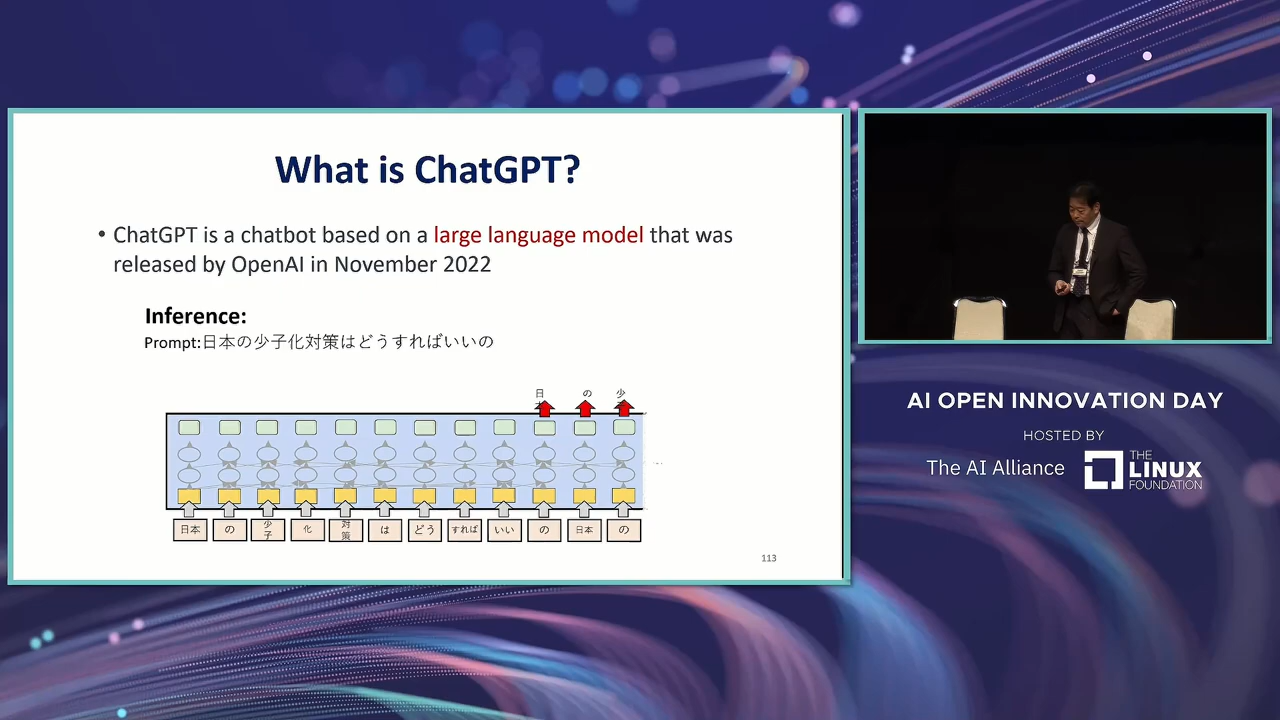 What is ChatGPT?
• ChatGPT is a chatbot based on a large language model that was
released by OpenAI in November 2022
Inference:
Prompt:日本の少子化対策はどうすればいいの
日 の 少
日本 の 少子 化 対策 は どう すれば いい の 日本 の
113
AI OPEN INNOVATION DAY
HOSTED BY
The AI Alliance
THE
LINUX
FOUNDATION